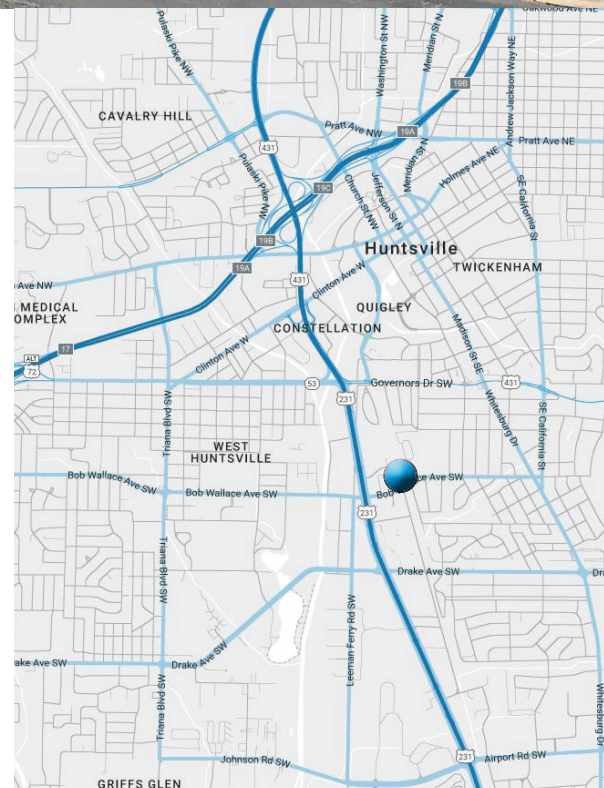 Oakwood Ave NE
Pulaski Pike NW
Washington St NW
Meridian St N
Andrew Jackson Way NE
19B
CAVALRY HILL
Pratt Ave NW
19A
Pratt Ave NE
431
Pulaski Pike NW
Meridian St N
Holmes Ave NE
19C
Church St NW
Jefferson St N
SE California St
19B
Huntsville
19A
TWICKENHAM
431
Clinton Ave W
Ave NW
MEDICAL
OMPLEX
QUIGLEY
CONSTELLATION
Madison St SE
17
Clinton Ave W
ALT
72
53
Governors Dr SW
431
231
Triana Blvd SW
Whitesburg Dr
SE California St
WEST
HUNTSVILLE
Bob Wallace Ave SW
Bob Wallace Ave SW
Bob
ce Ave SW
231
Triana Blvd SW
Drake Ave SW
Dr
Leeman Ferry Rd SW
ake Ave SW
Drake Ave SW
Triana Blvd SW
Whitesburg Dr
Johnson Rd SW
231
Airport Rd SW
GRIFFS GLEN